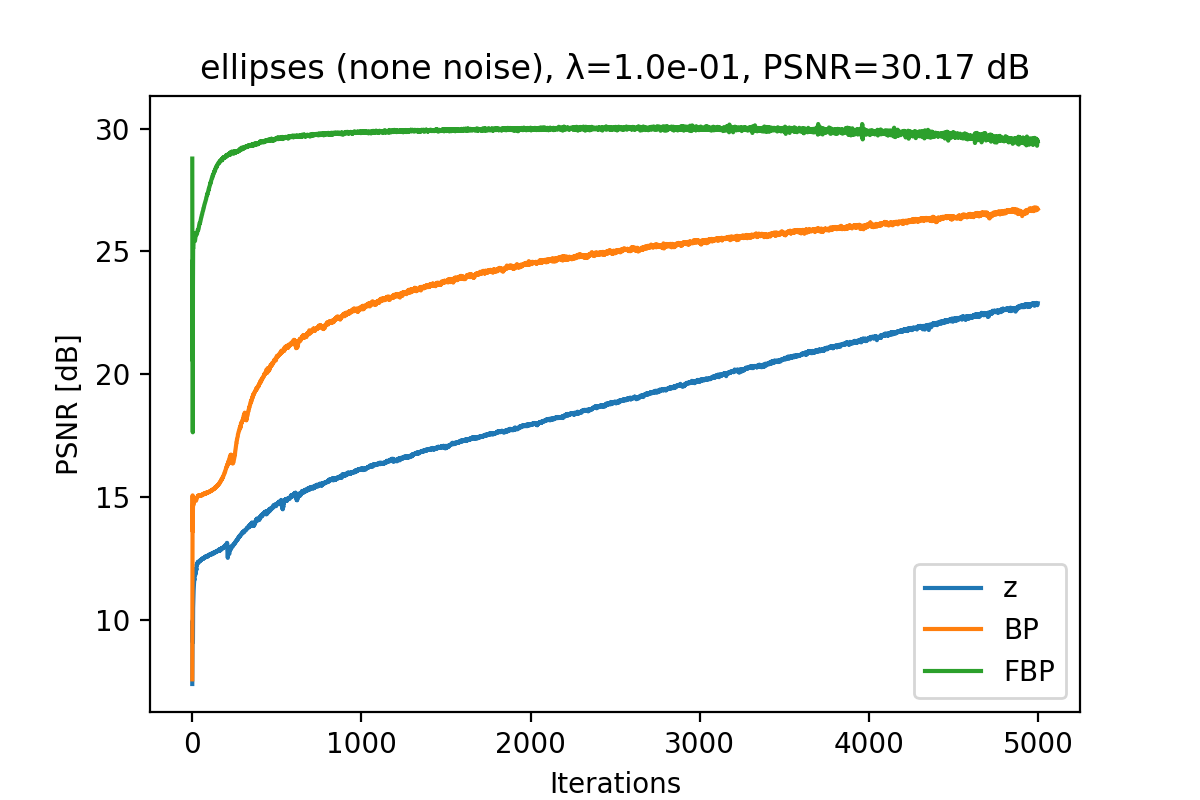 ellipses (none noise), λ=1.0e-01, PSNR=30.17 dB
PSNR [dB]
30
25
20
15
10
z
BP
FBP
0 1000 2000 3000 4000 5000
Iterations